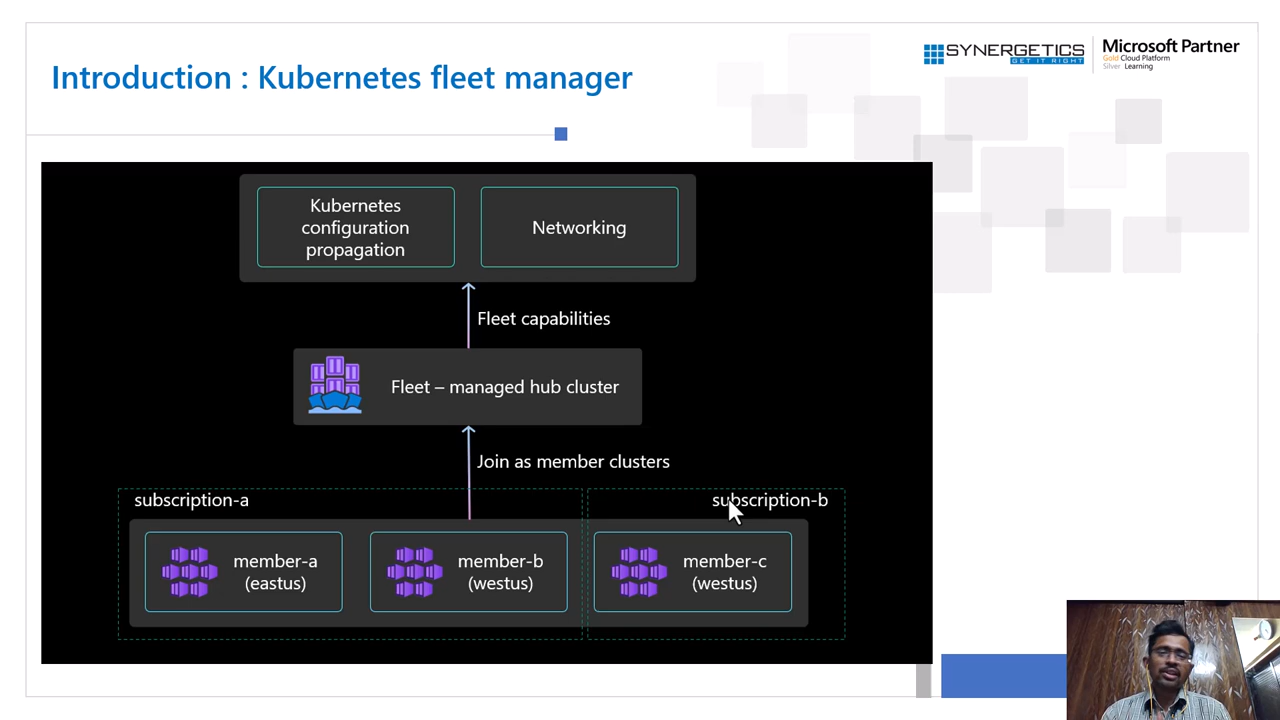 Introduction : Kubernetes fleet manager
SYNERGETICS
GET IT RIGHT
Microsoft Partner
Gold Cloud Platform
Silver Learning
Kubernetes
configuration
propagation
Networking
Fleet capabilities
Fleet – managed hub cluster
Join as member clusters
subscription-a
subscription-b
member-a
(eastus)
member-b
(westus)
member-c
(westus)